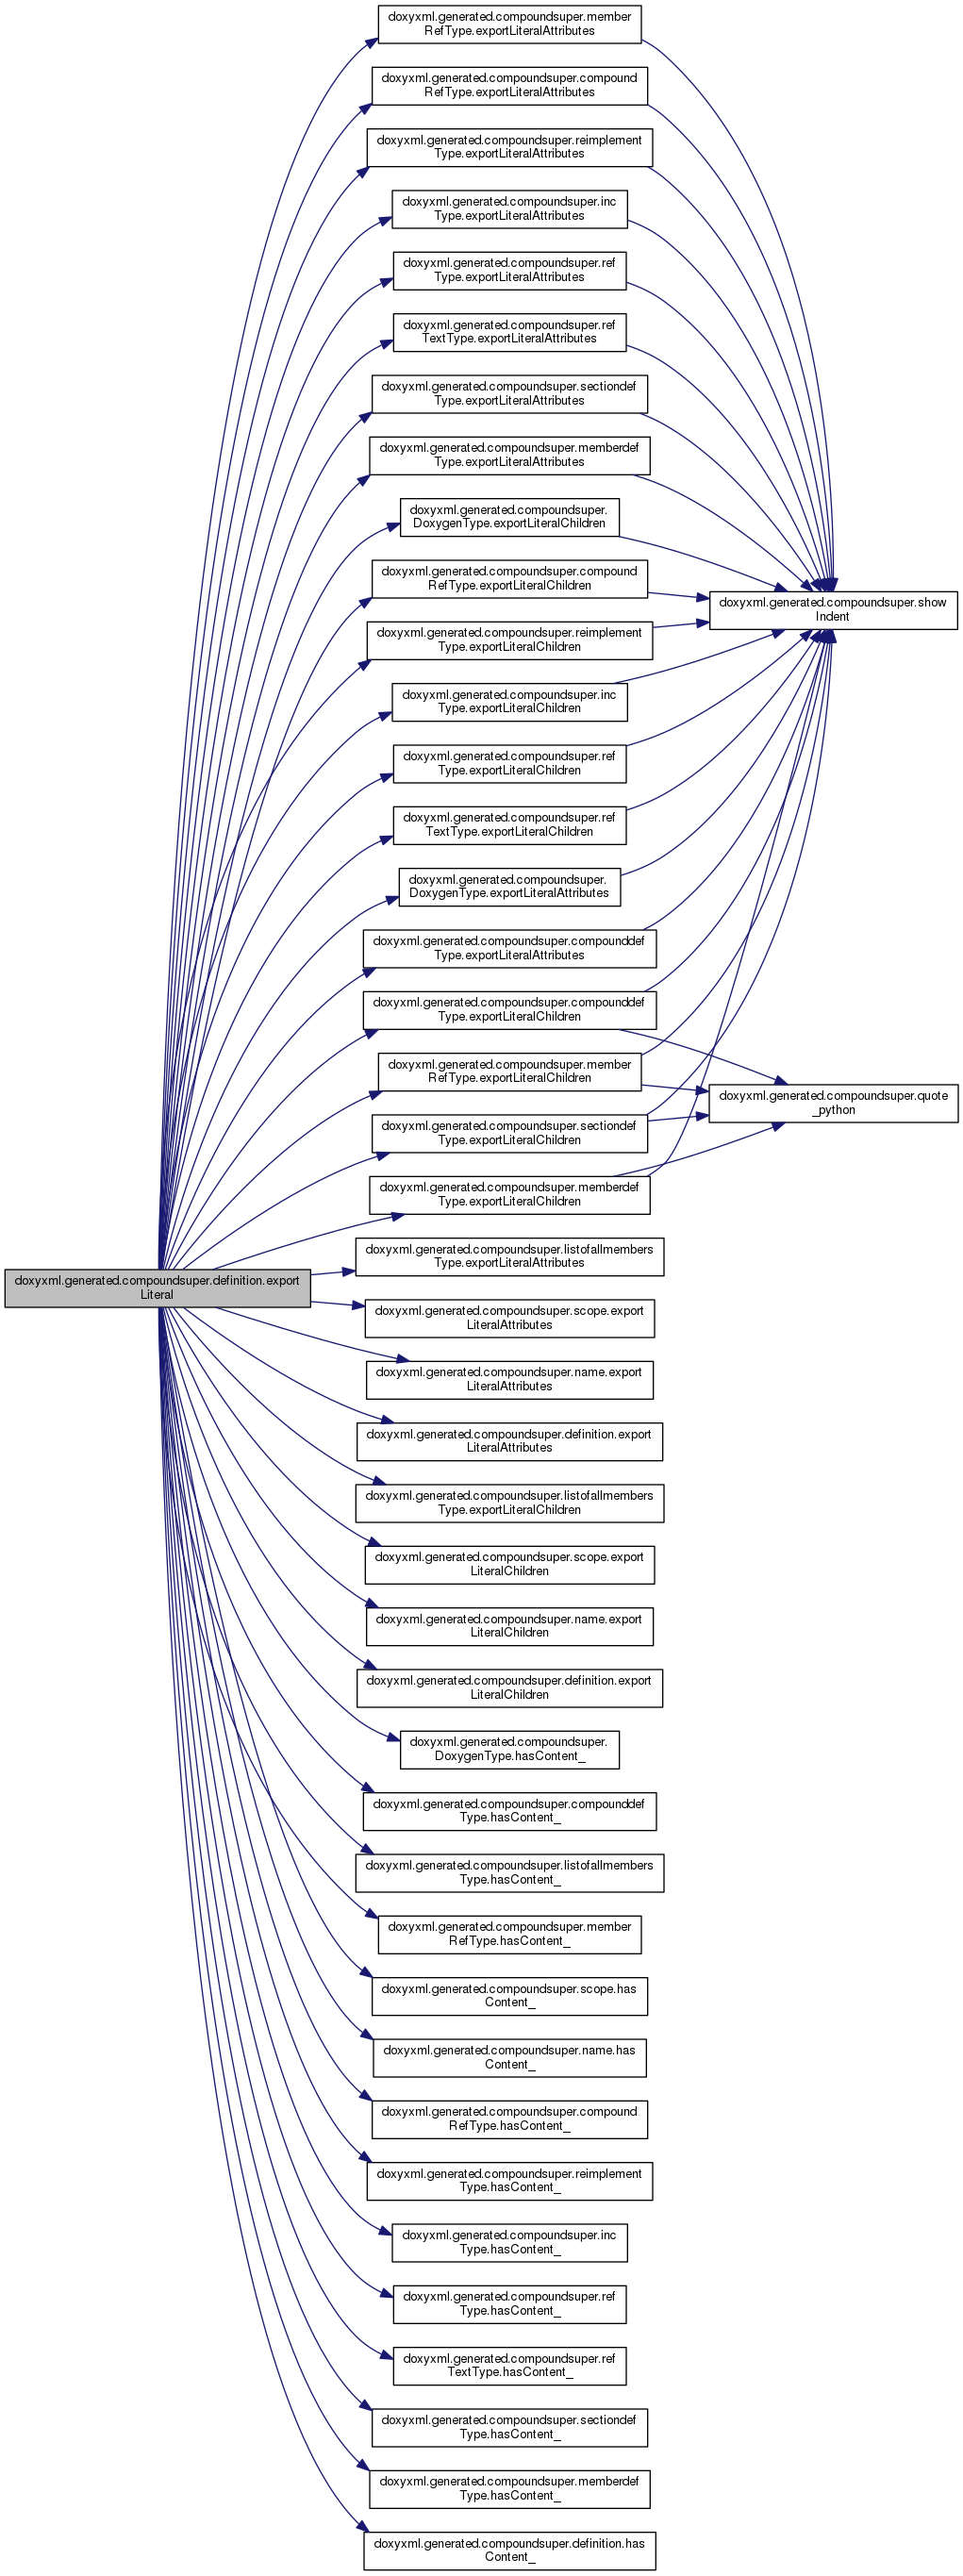 doxyxml.generated.compoundsuper.member
RefType.exportLiteralAttributes
doxyxml.generated.compoundsuper.compound
RefType.exportLiteralAttributes
doxyxml.generated.compoundsuper.reimplement
Type.exportLiteralAttributes
doxyxml.generated.compoundsuper.inc
Type.exportLiteralAttributes
doxyxml.generated.compoundsuper.ref
Type.exportLiteralAttributes
doxyxml.generated.compoundsuper.ref
TextType.exportLiteralAttributes
doxyxml.generated.compoundsuper.sectiondef
Type.exportLiteralAttributes
doxyxml.generated.compoundsuper.memberdef
Type.exportLiteralAttributes
doxyxml.generated.compoundsuper.
DoxygenType.exportLiteralChildren
doxyxml.generated.compoundsuper.compound
RefType.exportLiteralChildren
doxyxml.generated.compoundsuper.show
Indent
doxyxml.generated.compoundsuper.reimplement
Type.exportLiteralChildren
doxyxml.generated.compoundsuper.inc
Type.exportLiteralChildren
doxyxml.generated.compoundsuper.ref
Type.exportLiteralChildren
doxyxml.generated.compoundsuper.ref
TextType.exportLiteralChildren
doxyxml.generated.compoundsuper.
DoxygenType.exportLiteralAttributes
doxyxml.generated.compoundsuper.compounddef
Type.exportLiteralAttributes
doxyxml.generated.compoundsuper.compounddef
Type.exportLiteralChildren
doxyxml.generated.compoundsuper.member
RefType.exportLiteralChildren
doxyxml.generated.compoundsuper.quote
_python
doxyxml.generated.compoundsuper.sectiondef
Type.exportLiteralChildren
doxyxml.generated.compoundsuper.memberdef
Type.exportLiteralChildren
doxyxml.generated.compoundsuper.listofallmembers
Type.exportLiteralAttributes
doxyxml.generated.compoundsuper.definition.export
Literal
doxyxml.generated.compoundsuper.scope.export
LiteralAttributes
doxyxml.generated.compoundsuper.name.export
LiteralAttributes
doxyxml.generated.compoundsuper.definition.export
LiteralAttributes
doxyxml.generated.compoundsuper.listofallmembers
Type.exportLiteralChildren
doxyxml.generated.compoundsuper.scope.export
LiteralChildren
doxyxml.generated.compoundsuper.name.export
LiteralChildren
doxyxml.generated.compoundsuper.definition.export
LiteralChildren
doxyxml.generated.compoundsuper.
DoxygenType.hasContent_
doxyxml.generated.compoundsuper.compounddef
Type.hasContent_
doxyxml.generated.compoundsuper.listofallmembers
Type.hasContent_
doxyxml.generated.compoundsuper.member
RefType.hasContent_
doxyxml.generated.compoundsuper.scope.has
Content_
doxyxml.generated.compoundsuper.name.has
Content_
doxyxml.generated.compoundsuper.compound
RefType.hasContent_
doxyxml.generated.compoundsuper.reimplement
Type.hasContent_
doxyxml.generated.compoundsuper.inc
Type.hasContent_
doxyxml.generated.compoundsuper.ref
Type.hasContent_
doxyxml.generated.compoundsuper.ref
TextType.hasContent_
doxyxml.generated.compoundsuper.sectiondef
Type.hasContent_
doxyxml.generated.compoundsuper.memberdef
Type.hasContent_
doxyxml.generated.compoundsuper.definition.has
Content_